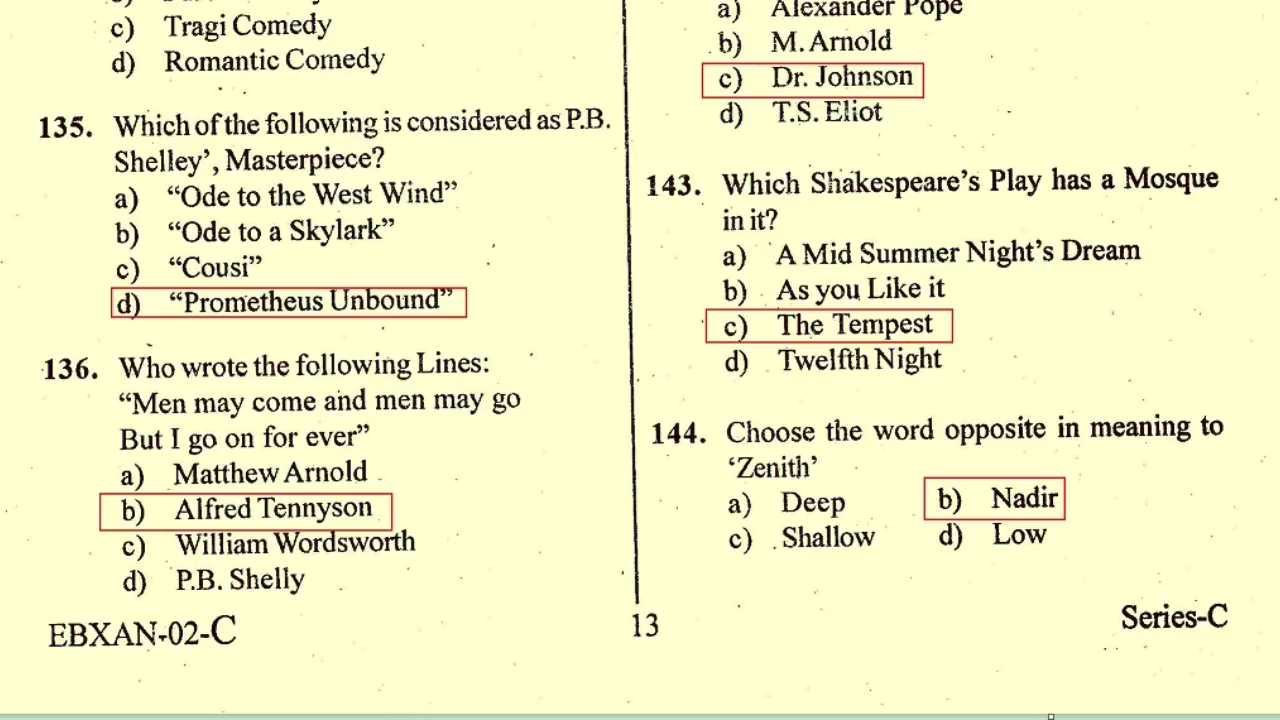 c) Tragi Comedy
d) Romantic Comedy
135. Which of the following is considered as P.B.
Shelley’, Masterpiece?
a) “Ode to the West Wind”
b) “Ode to a Skylark”
c) “Cousi”
d) “Prometheus Unbound”
136. Who wrote the following Lines:
“Men may come and men may go
But I go on for ever”
a) Matthew Arnold
b) Alfred Tennyson
c) William Wordsworth
d) P.B. Shelly
a) Alexander Pope
b) M. Arnold
c) Dr. Johnson
d) T.S. Eliot
143. Which Shakespeare’s Play has a Mosque
in it?
a) A Mid Summer Night’s Dream
b) As you Like it
c) The Tempest
d) Twelfth Night
144. Choose the word opposite in meaning to
‘Zenith’
a) Deep b) Nadir
c) Shallow d) Low
EBXAN-02-C 13 Series-C